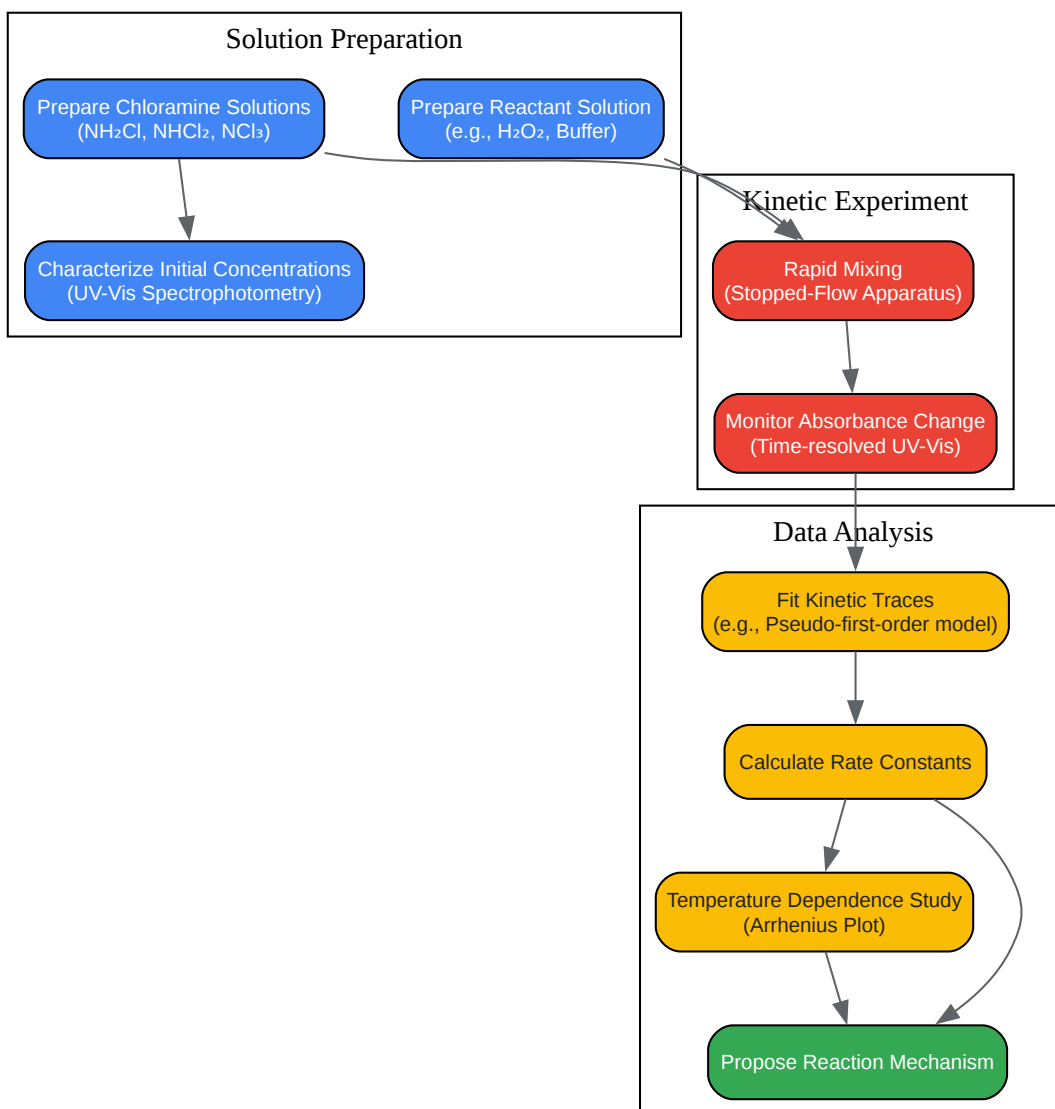 Solution Preparation
Prepare Chloramine Solutions
(NH₂Cl, NHCl₂, NCl₃)
Prepare Reactant Solution
(e.g., H₂O₂, Buffer)
Characterize Initial Concentrations
(UV-Vis Spectrophotometry)
Kinetic Experiment
Rapid Mixing
(Stopped-Flow Apparatus)
Monitor Absorbance Change
(Time-resolved UV-Vis)
Data Analysis
Fit Kinetic Traces
(e.g., Pseudo-first-order model)
Calculate Rate Constants
Temperature Dependence Study
(Arrhenius Plot)
Propose Reaction Mechanism